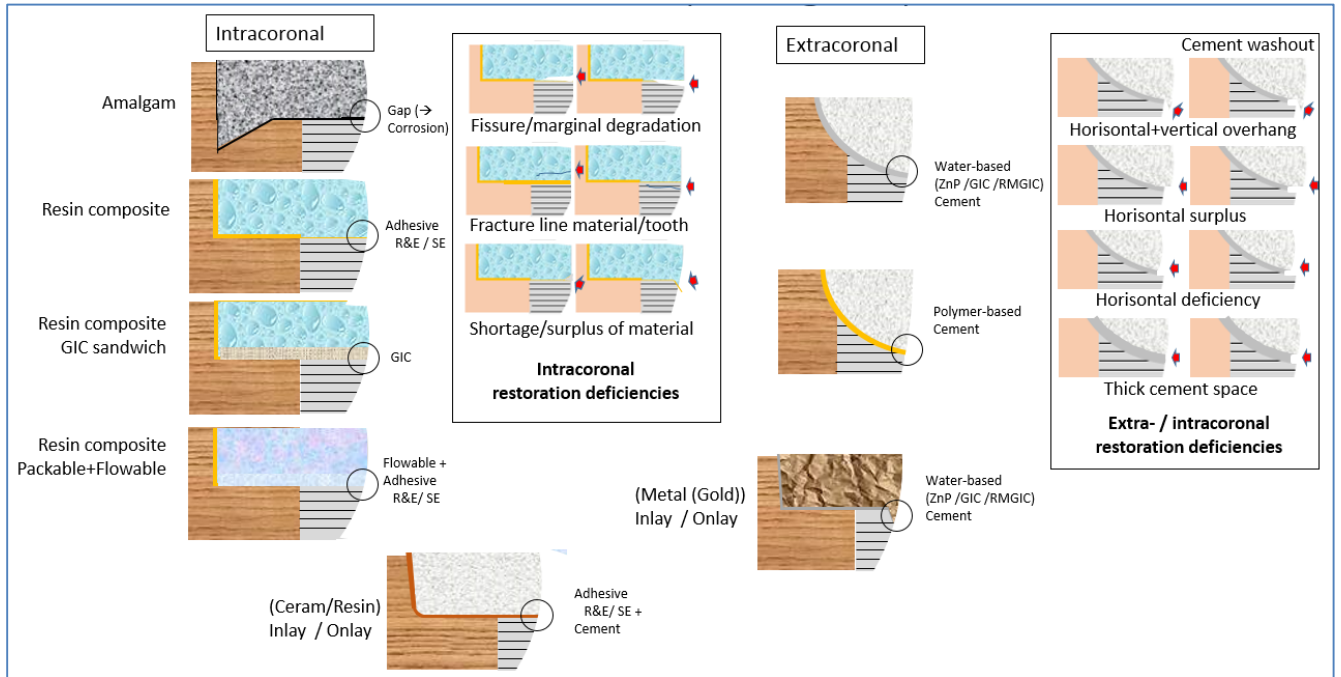 Intracoronal
Amalgam
Gap (→
Corrosion)
Resin composite
Adhesive
R&E / SE
Resin composite
GIC sandwich
GIC
Resin composite
Packable+Flowable
Flowable +
Adhesive
R&E/ SE
(Ceram/Resin)
Inlay / Onlay
Adhesive
R&E/ SE +
Cement
Fissure/marginal degradation
Fracture line material/tooth
Shortage/surplus of material
Intracoronal
restoration deficiencies
Extracoronal
Water-based
(ZnP /GIC /RMGIC)
Cement
Polymer-based
Cement
(Metal (Gold))
Inlay / Onlay
Water-based
(ZnP /GIC /RMGIC)
Cement
Cement washout
Horisontal+vertical overhang
Horisontal surplus
Horisontal deficiency
Thick cement space
Extra- / intracoronal
restoration deficiencies